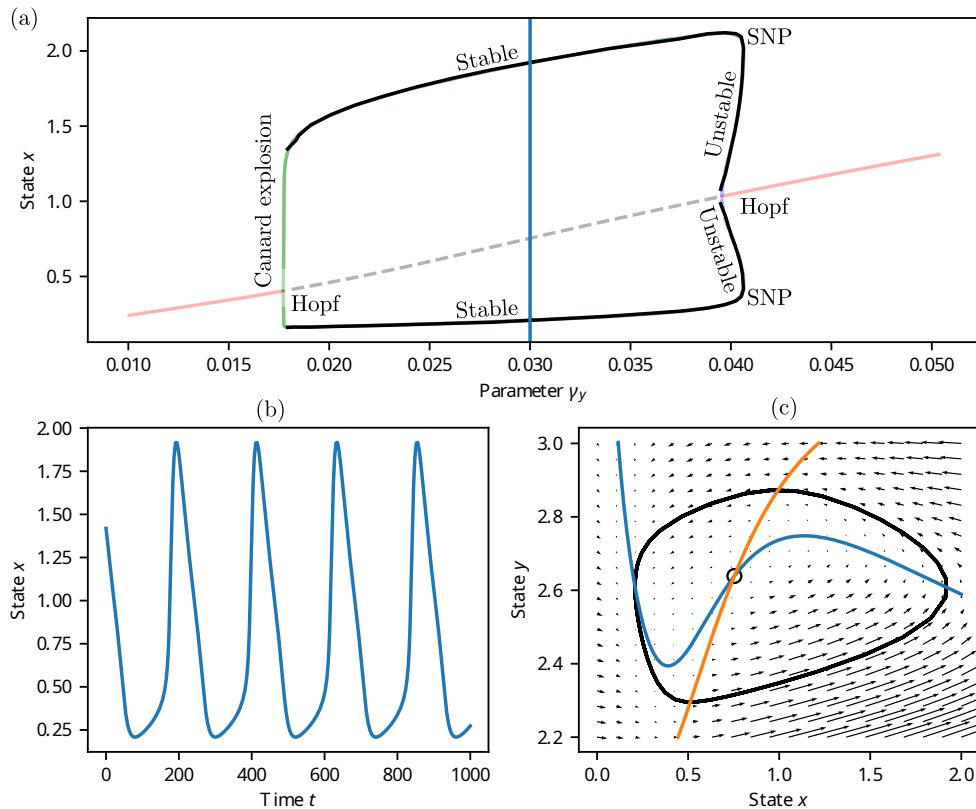 (a)
2.0
1.5
1.0
0.5
State x
Canard explosion
Stable
Stable
SNP
SNP
Unstable
Unstable
Hopf
Hopf
0.010
0.020
0.025
0.030
0.035
0.040
0.045
0.050
0.015
Parameter γy
(b)
2.00
1.75
1.50
1.25
1.00
0.75
0.50
0.25
State x
0
200
400
600
800
1000
Time t
(c)
3.0
2.8
2.6
2.4
2.2
State y
0.0
0.5
1.0
1.5
2.0
State x